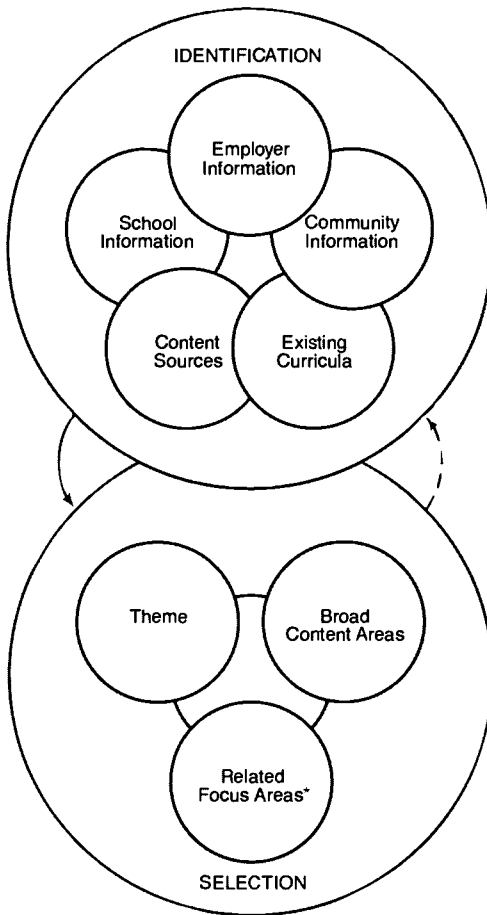 IDENTIFICATION
Employer
Information
School
Information
Community
Information
Content
Sources
Existing
Curricula
Theme
Broad
Content Areas
Related
Focus Areas*
SELECTION